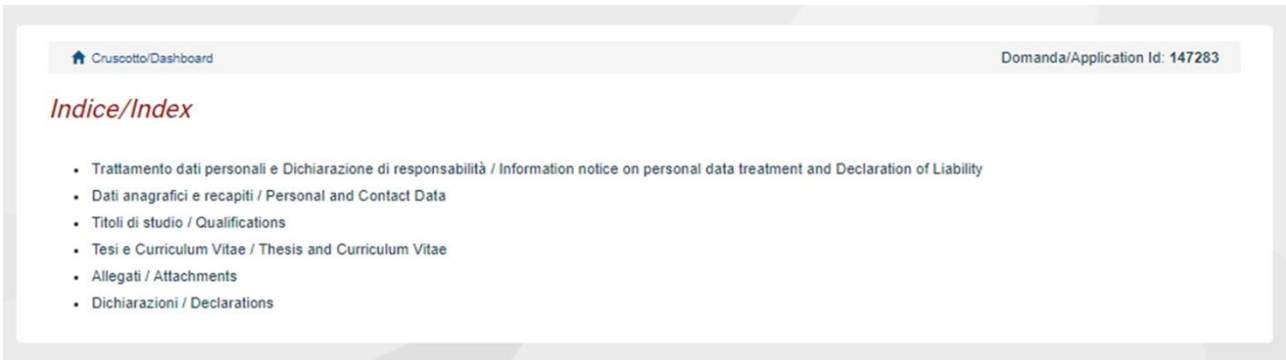 Cruscotto/Dashboard Domanda/Application Id: 147283
Indice/Index
• Trattamento dati personali e Dichiarazione di responsabilità / Information notice on personal data treatment and Declaration of Liability
• Dati anagrafici e recapiti / Personal and Contact Data
• Titoli di studio / Qualifications
• Tesi e Curriculum Vitae / Thesis and Curriculum Vitae
• Allegati / Attachments
• Dichiarazioni / Declarations